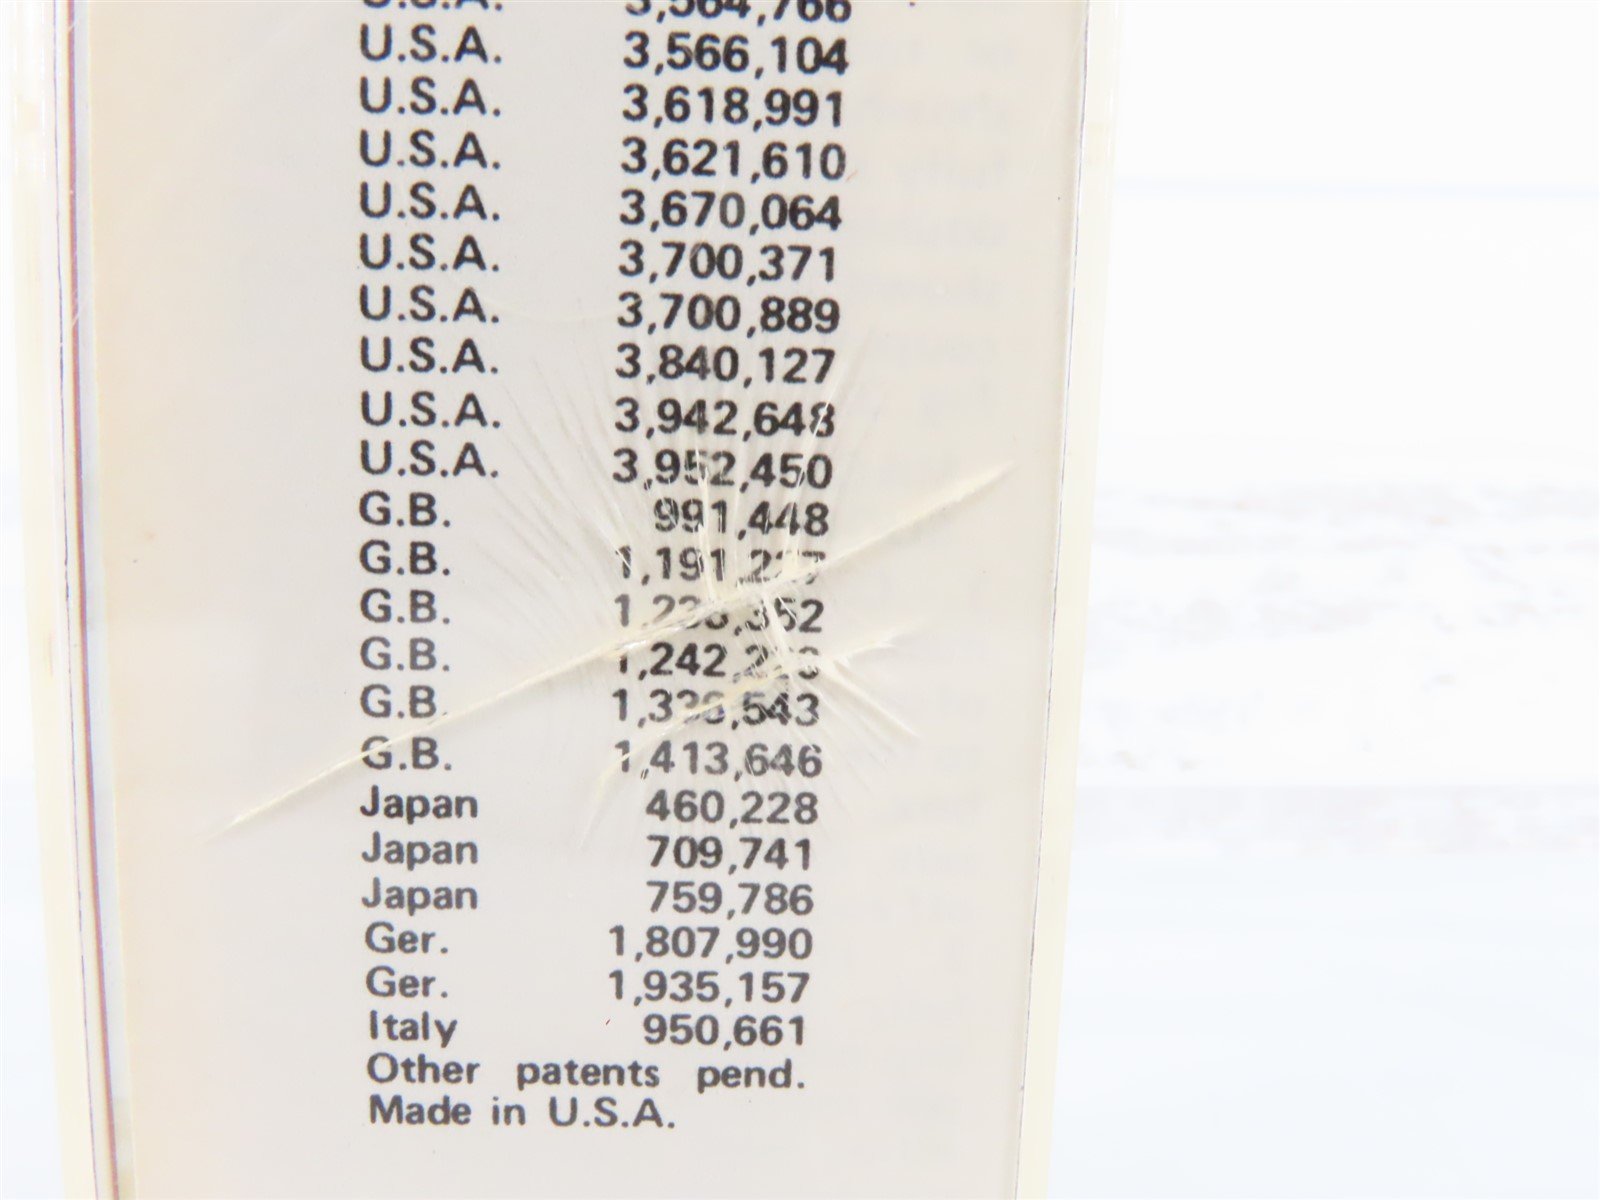 U.S.A. 3,564,766
U.S.A. 3,566,104
U.S.A. 3,618,991
U.S.A. 3,621,610
U.S.A. 3,670,064
U.S.A. 3,700,371
U.S.A. 3,700,889
U.S.A. 3,840,127
U.S.A. 3,942,648
U.S.A. 3,952,450
G.B. 991,448
G.B.
G.B.
G.B.
G.B.
G.B. 1,413,646
Japan 460,228
Japan 709,741
Japan 759,786
Ger. 1,807,990
Ger. 1,935,157
Italy 950,661
Other patents pend.
Made in U.S.A.